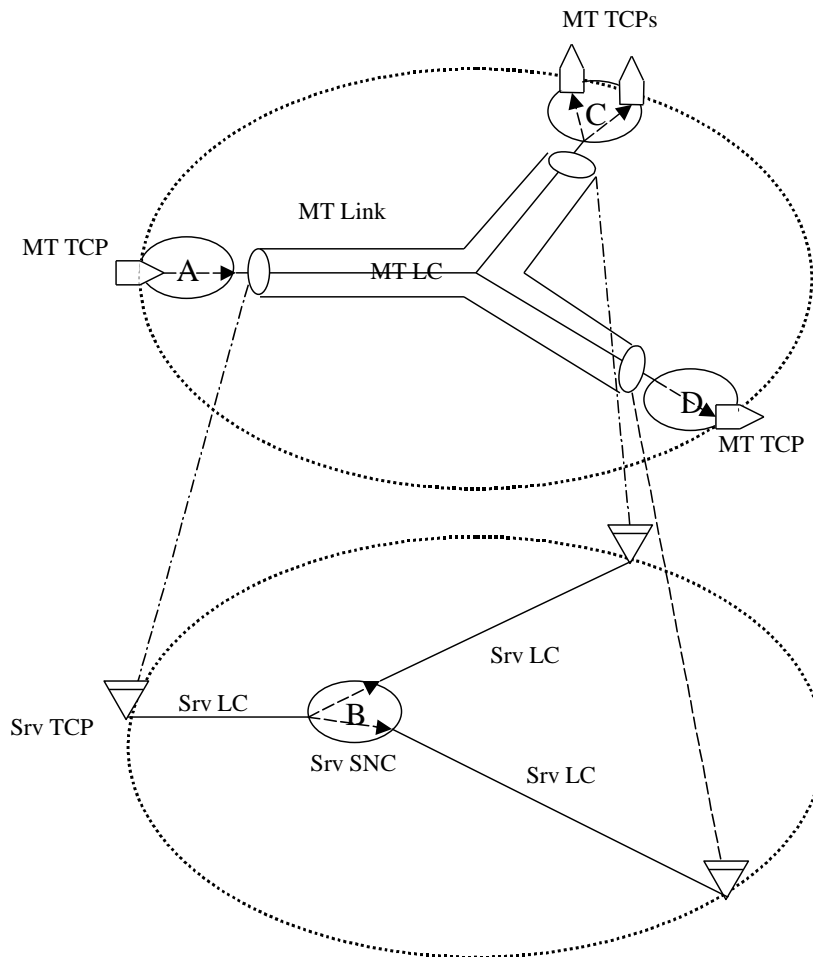 MT TCPs
C
MT Link
MT TCP
A
MT LC
D
MT TCP
Srv LC
Srv LC
B
Srv TCP
Srv SNC
Srv LC